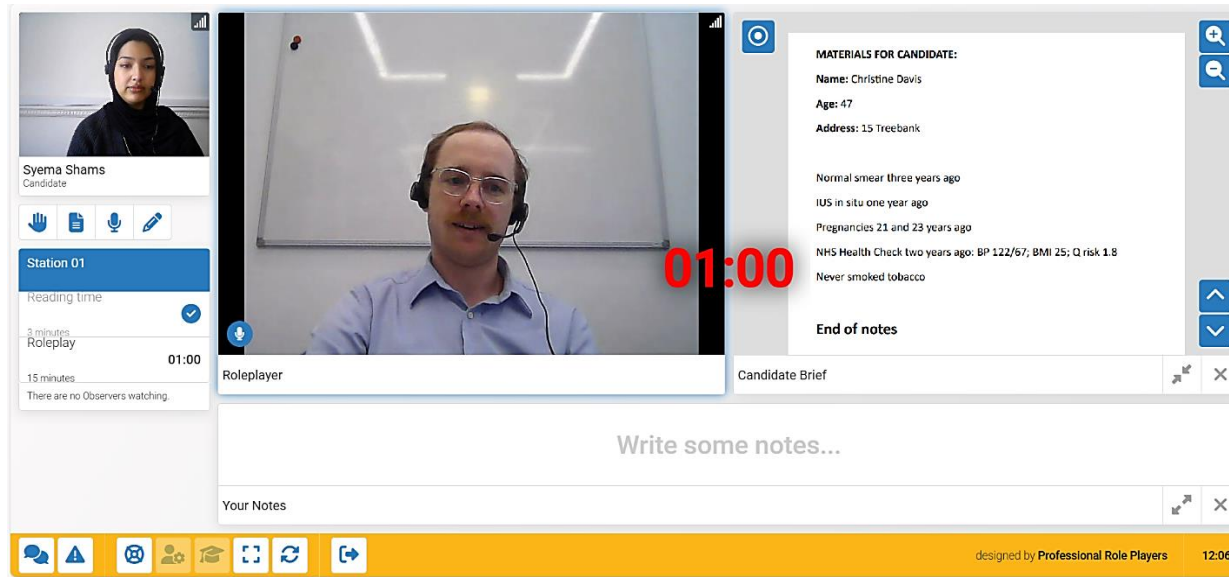 Syema Shams
Candidate
Station 01
Reading time
3 minutes
Roleplay
01:00
15 minutes
There are no Observers watching.
Roleplayer
01:00
MATERIALS FOR CANDIDATE:
Name: Christine Davis
Age: 47
Address: 15 Treebank
Normal smear three years ago
IUS in situ one year ago
Pregnancies 21 and 23 years ago
NHS Health Check two years ago: BP 122/67; BMI 25; Q risk 1.8
Never smoked tobacco
End of notes
Candidate Brief
Write some notes...
Your Notes
designed by Professional Role Players
12:06